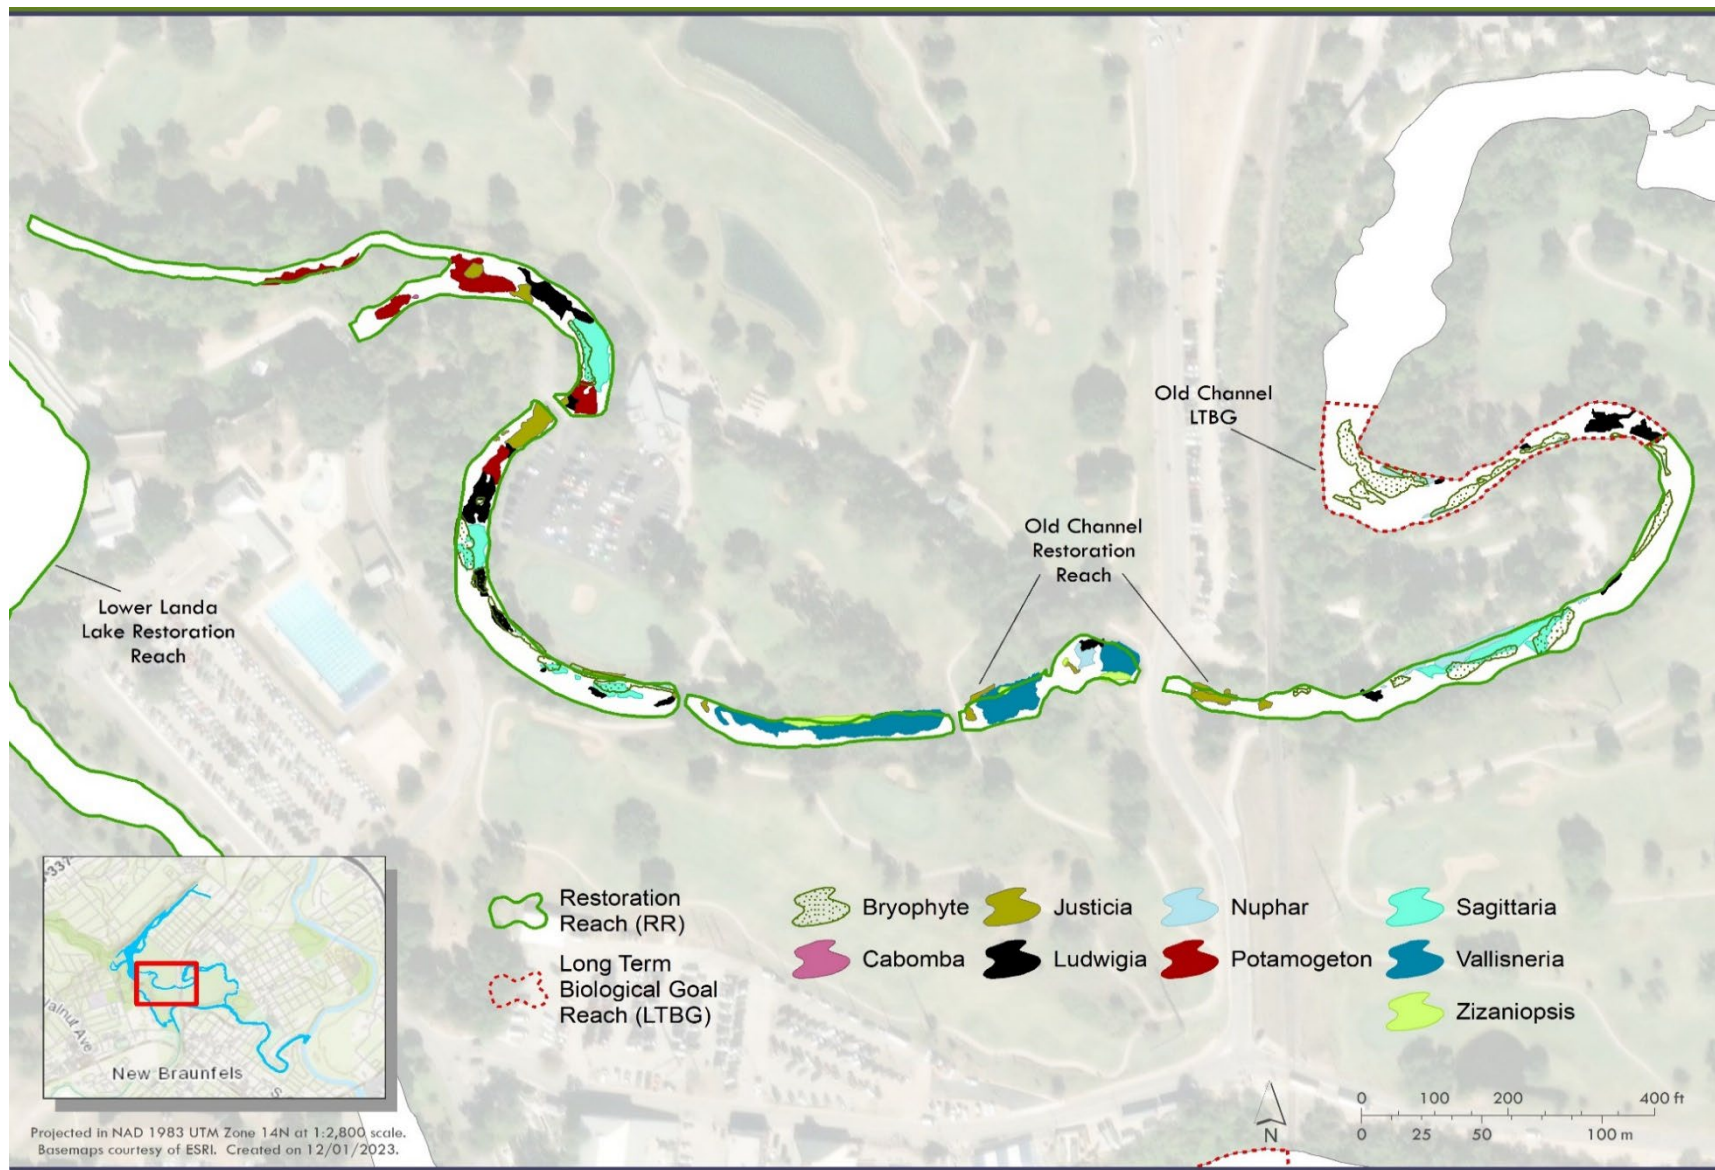 Old Channel
LTBG
Old Channel
Restoration
Reach
Lower Landa
Lake Restoration
Reach
Restoration
Reach (RR)
Long Term
Biological Goal
Reach (LTBG)
Bryophyte
Justicia
Nuphar
Sagittaria
Cabomba
Ludwigia
Potamogeton
Vallisneria
Zizaniopsis
337
Walnut Ave
New Braunfels
S
0 100 200 400 ft
0 25 50 100 m
N
Projected in NAD 1983 UTM Zone 14N at 1:2,800 scale.
Basemaps courtesy of ESRI. Created on 12/01/2023.